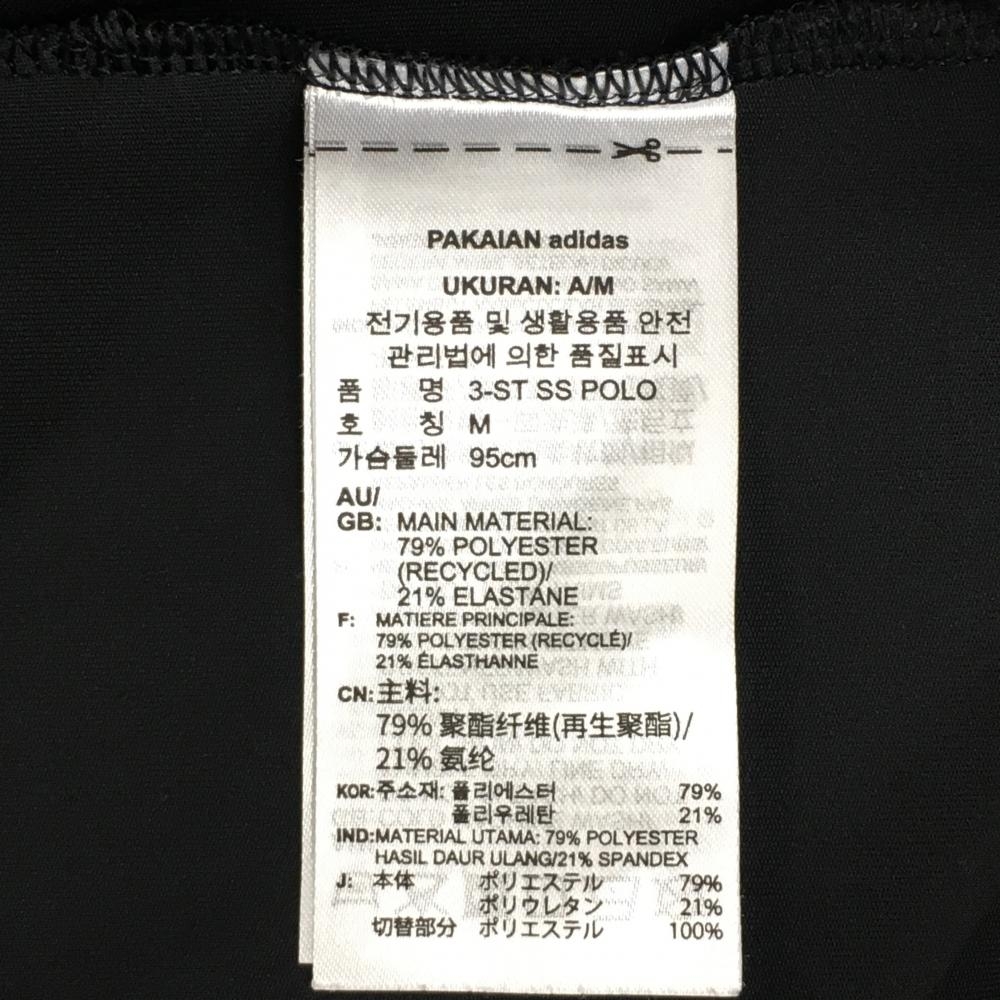 PAKAIAN adidas
UKURAN: A/M
전기용품 및 생활용품 안전
관리법에 의한 품질표시
품 명 3-ST SS POLO
호 칭 M
가슴둘레 95cm
AU/
GB: MAIN MATERIAL:
79% POLYESTER
(RECYCLED)/
21% ELASTANE
F: MATIERE PRINCIPALE:
79% POLYESTER (RECYCLÉ)/
21% ÉLASTHANNE
CN:主料:
79% 聚酯纤维(再生聚酯)/
21% 氨纶
KOR:주소재: 폴리에스터 79%
폴리우레탄 21%
IND:MATERIAL UTAMA: 79% POLYESTER
HASIL DAUR ULANG/21% SPANDEX
J: 本体 ポリエステル 79%
ポリウレタン 21%
切替部分 ポリエステル 100%